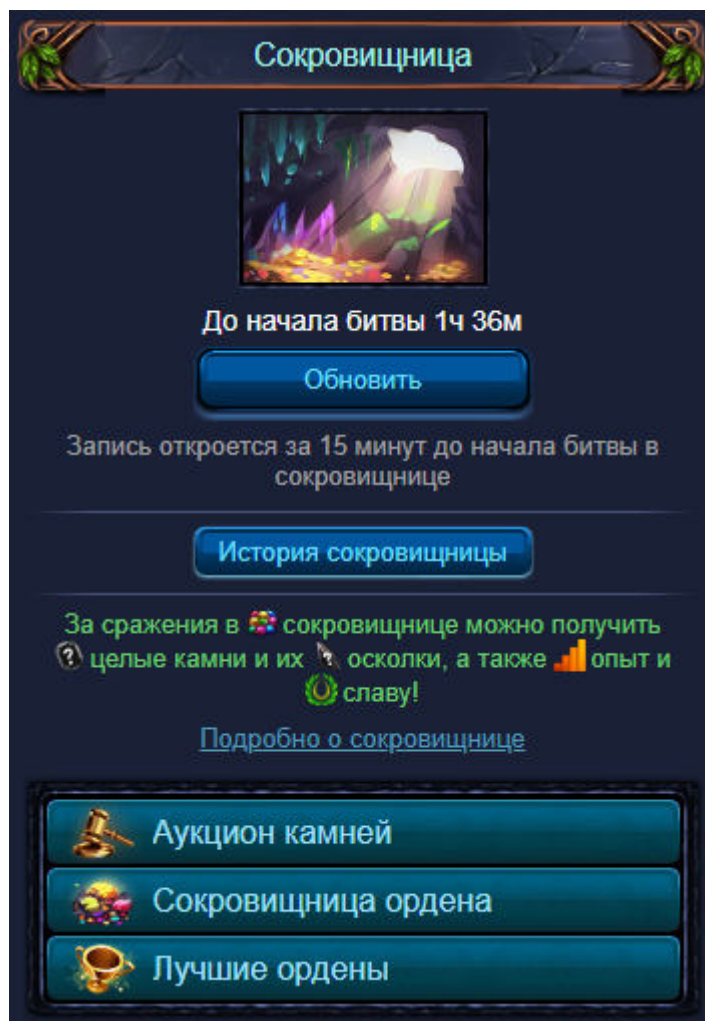 Сокровищница
До начала битвы 1ч 36м
Обновить
Запись откроется за 15 минут до начала битвы в
сокровищнице
История сокровищницы
За сражения в сокровищнице можно получить
целые камни и их осколки, а также опыт и
славу!
Подробно о сокровищнице
Аукцион камней
Сокровищница ордена
Лучшие ордены